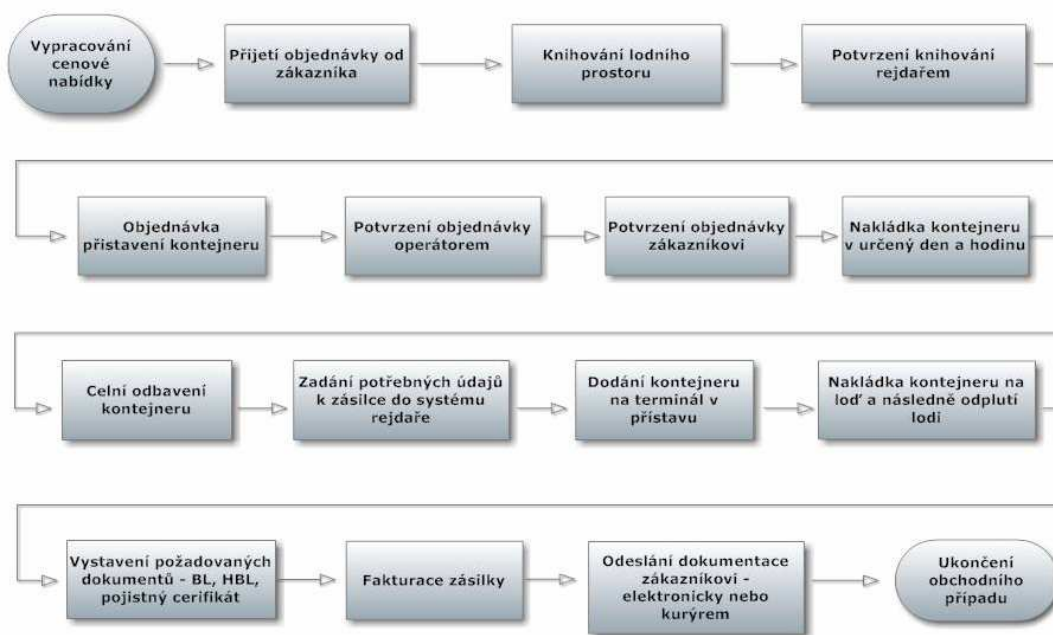 Vypracování
cenové
nabídky
Přijetí objednávky od
zákazníka
Knihování lodního
prostoru
Potvrzení knihování
rejdařem
Objednávka
přistavení kontejneru
Potvrzení objednávky
operátorem
Potvrzení objednávky
zákazníkovi
Nakládka kontejneru
v určený den a hodinu
Celní odbavení
kontejneru
Zadání potřebných údajů
k zásilce do systému
rejdaře
Dodání kontejneru
na terminál v
přístavu
Nakládka kontejneru na
loď a následně odplutí
lodi
Vystavení požadovaných
dokumentů - BL, HBL,
pojistný cerifikát
Fakturace zásilky
Odeslání dokumentace
zákazníkovi -
elektronicky nebo
kurýrem
Ukončení
obchodního
případu